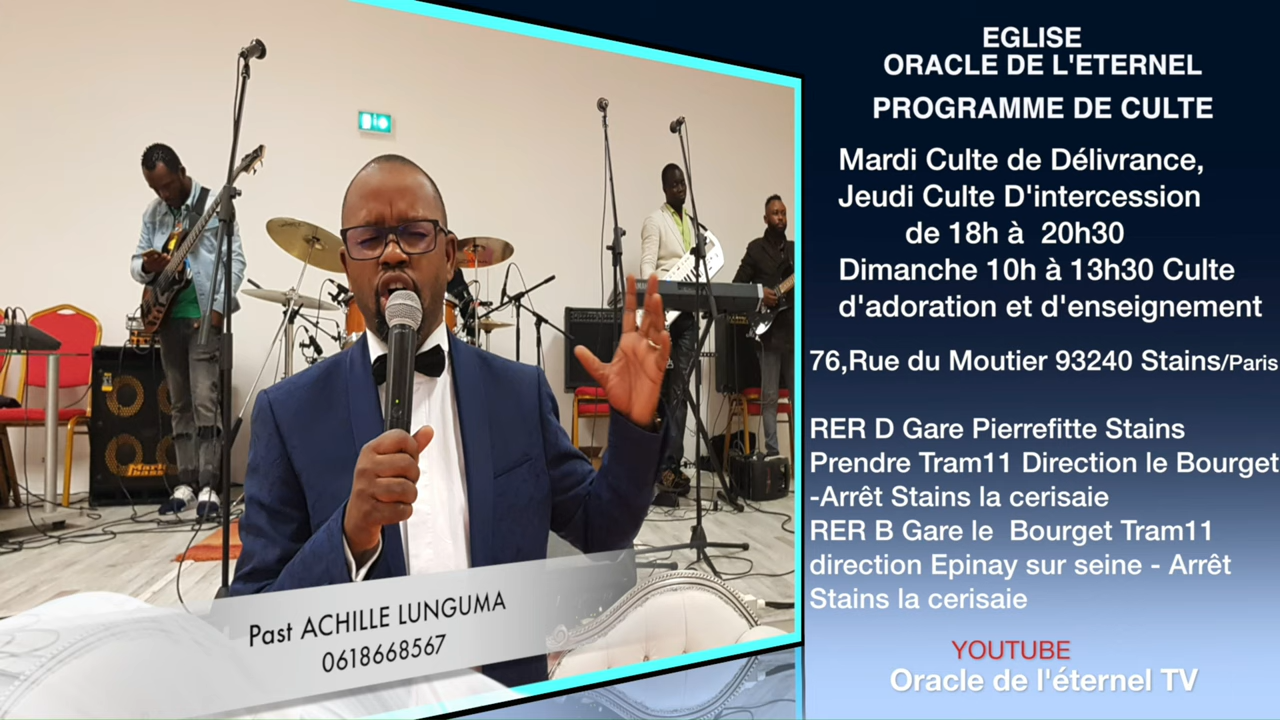 EGLISE
ORACLE DE L'ETERNEL
PROGRAMME DE CULTE
Mardi Culte de Délivrance,
Jeudi Culte D'intercession
de 18h à 20h30
Dimanche 10h à 13h30 Culte
d'adoration et d'enseignement
76,Rue du Moutier 93240 Stains/Paris
RER D Gare Pierrefitte Stains
Prendre Tram11 Direction le Bourget
-Arrêt Stains la cerisaie
RER B Gare le Bourget Tram11
direction Epinay sur seine - Arrêt
Stains la cerisaie
YOUTUBE
Oracle de l'éternel TV
Past ACHILLE LUNGUMA
0618668567